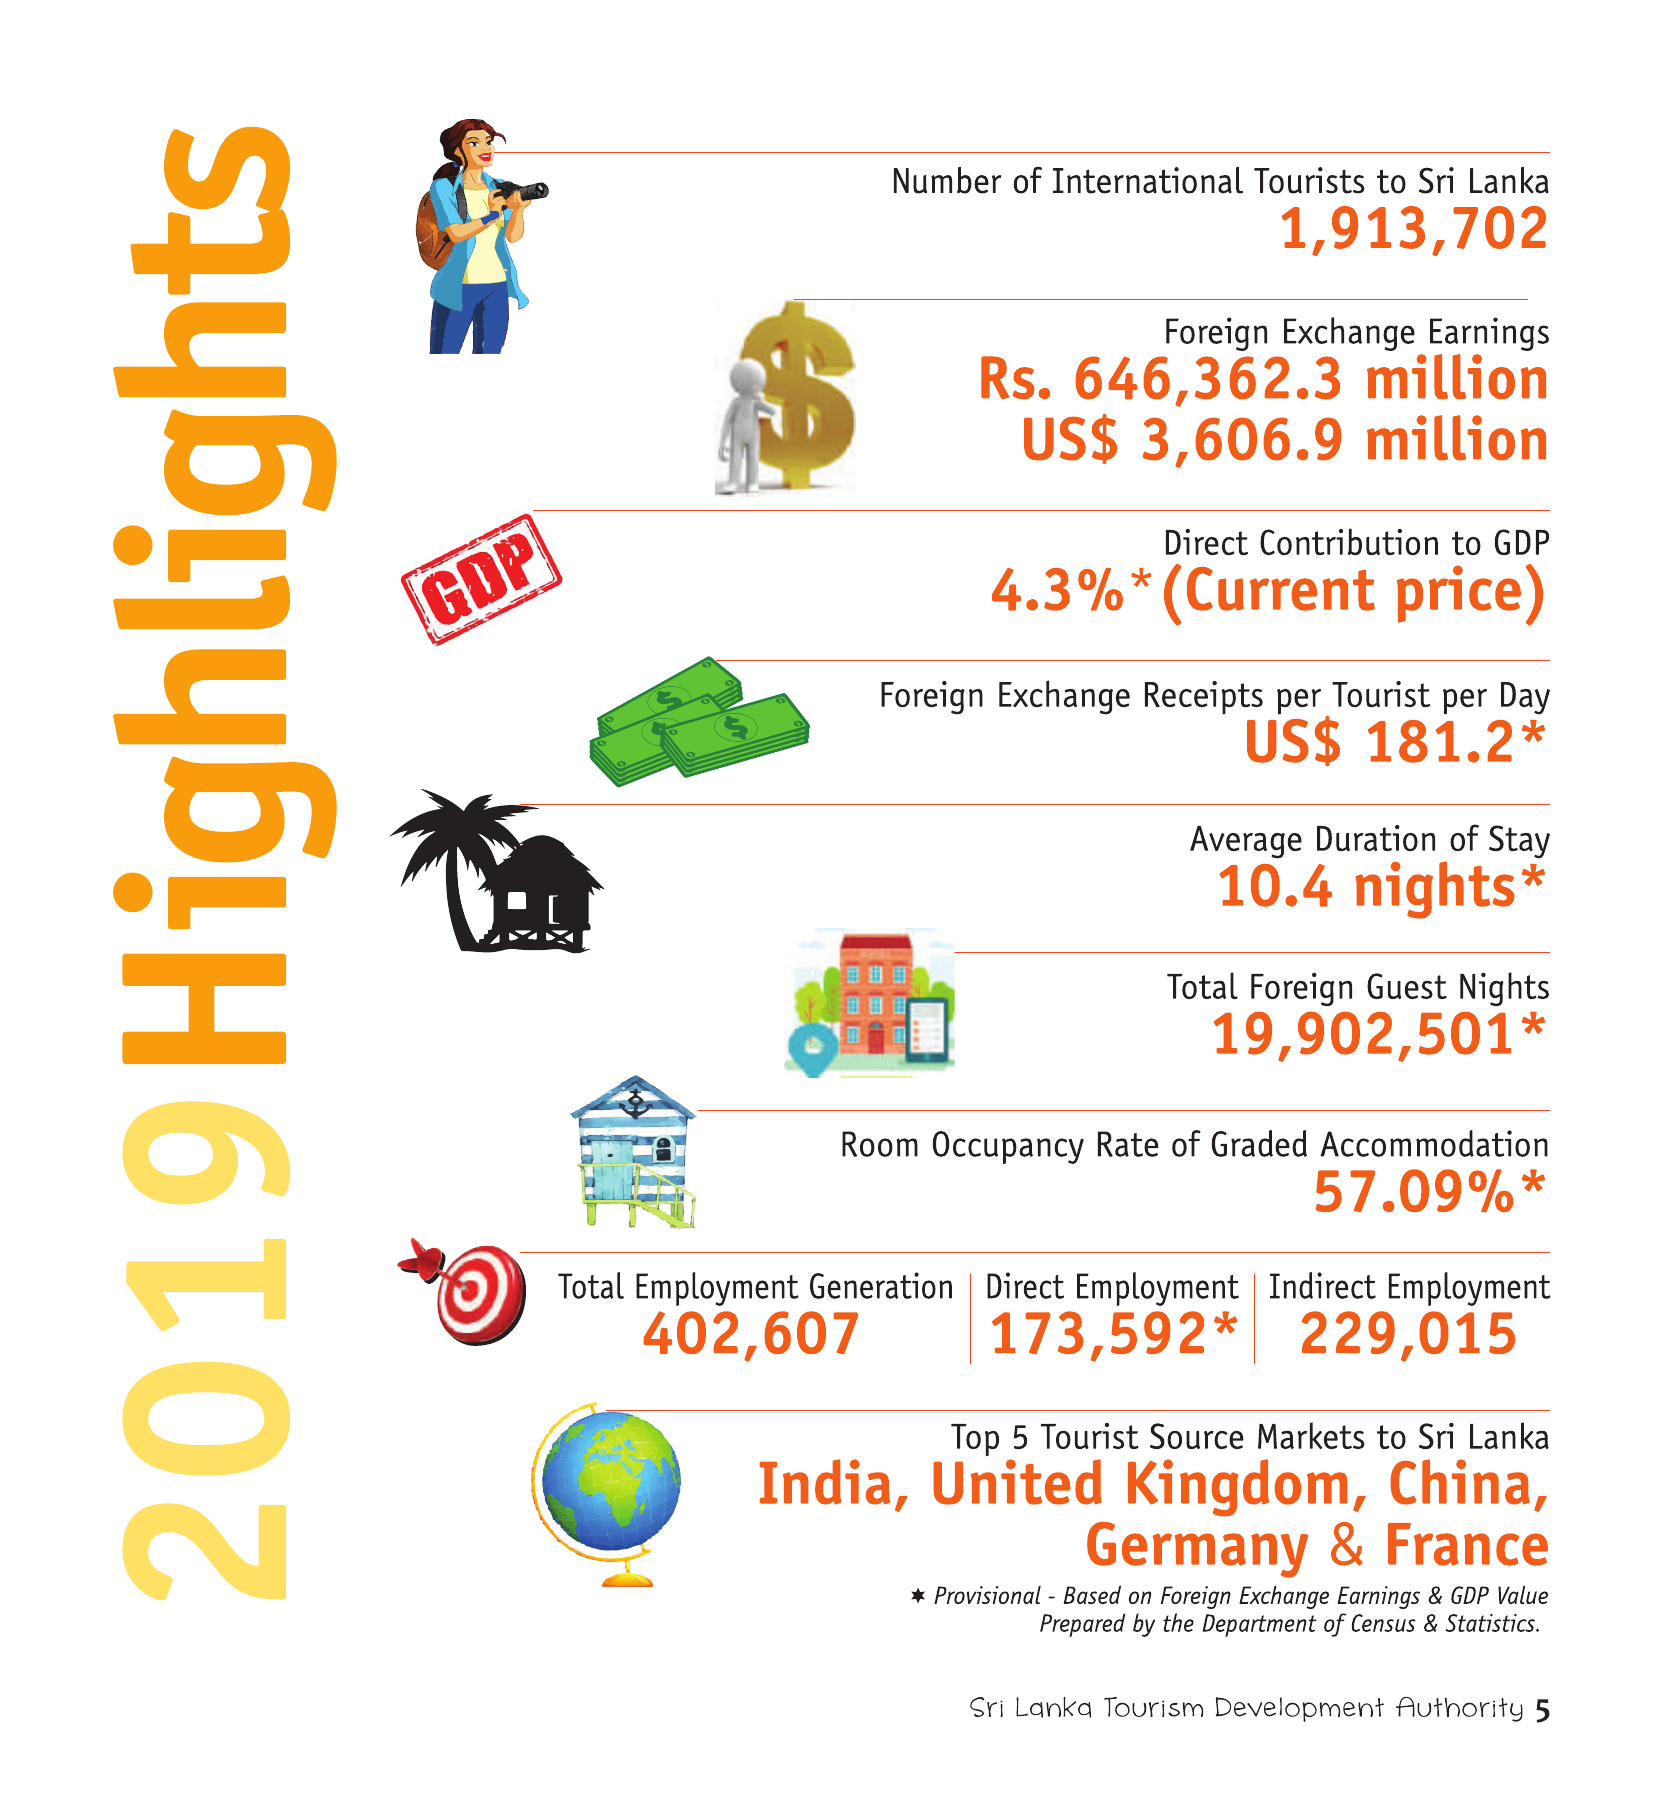 2019 Highlights
Number of International Tourists to Sri Lanka
1,913,702
Foreign Exchange Earnings
Rs. 646,362.3 million
US$ 3,606.9 million
GDP
Direct Contribution to GDP
4.3%*(Current price)
Foreign Exchange Receipts per Tourist per Day
US$ 181.2*
Average Duration of Stay
10.4 nights*
Total Foreign Guest Nights
19,902,501*
Room Occupancy Rate of Graded Accommodation
57.09%*
Total Employment Generation
402,607
Direct Employment
173,592*
Indirect Employment
229,015
Top 5 Tourist Source Markets to Sri Lanka
India, United Kingdom, China,
Germany & France
✶ Provisional - Based on Foreign Exchange Earnings & GDP Value
Prepared by the Department of Census & Statistics.
Sri Lanka Tourism Development Authority 5